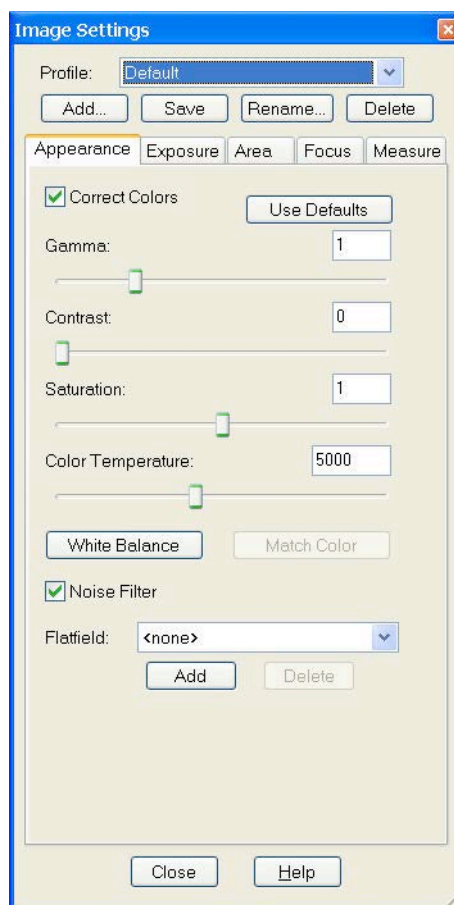 Image Settings
Profile: Default
Add... Save Rename... Delete
Appearance Exposure Area Focus Measure
Correct Colors
Use Defaults
Gamma: 1
Contrast: 0
Saturation: 1
Color Temperature: 5000
White Balance Match Color
Noise Filter
Flatfield: <none>
Add Delete
Close Help